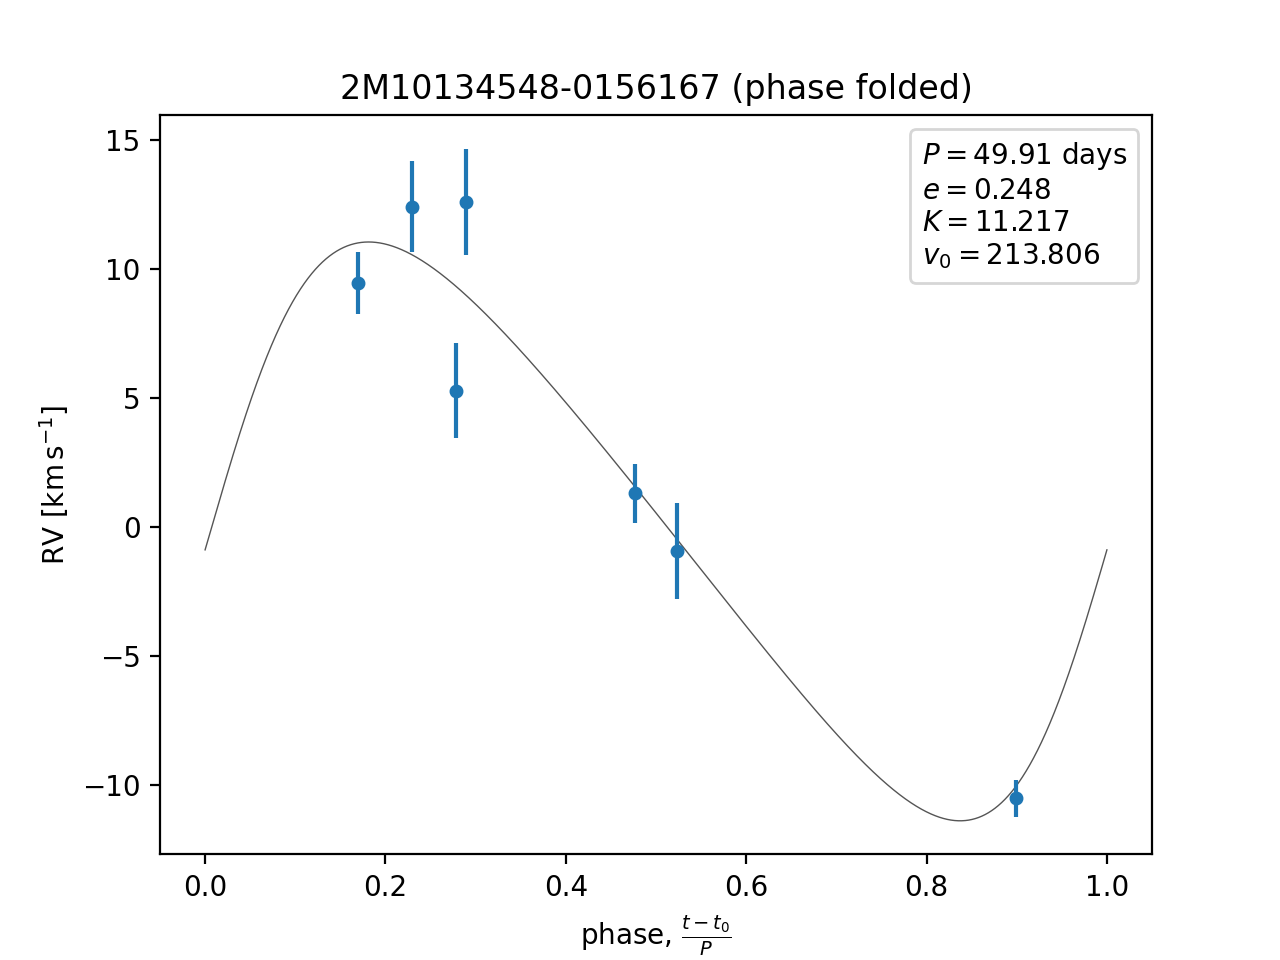 2M10134548-0156167 (phase folded)
P = 49.91 days
e = 0.248
K = 11.217
v₀ = 213.806
RV [km s⁻¹]
15
10
5
0
−5
−10
0.0 0.2 0.4 0.6 0.8 1.0
phase, (t − t₀)/P